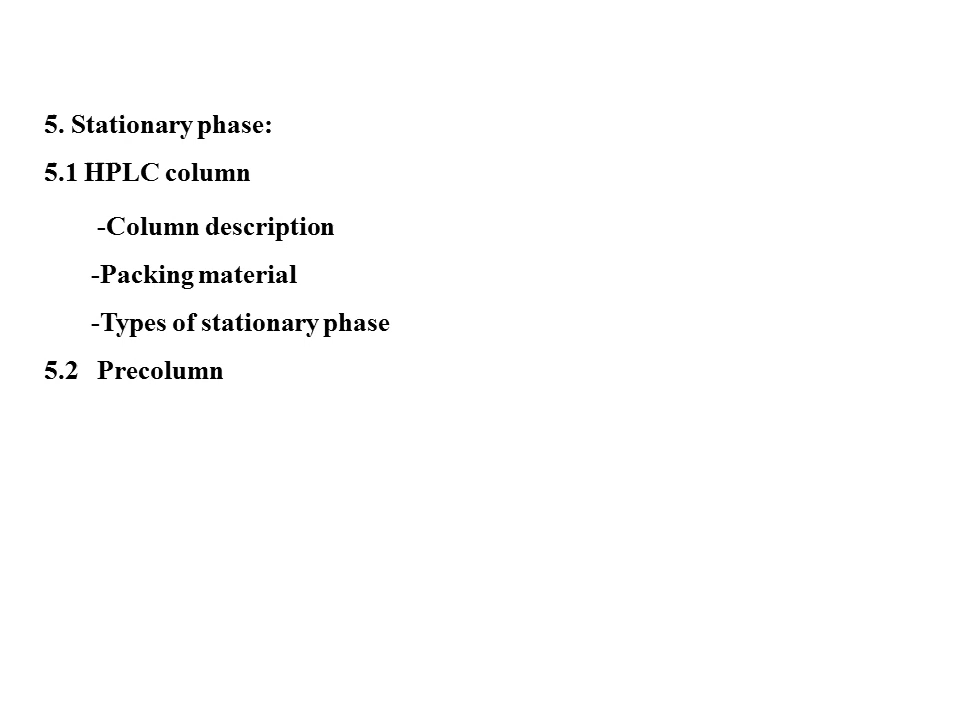 5. Stationary phase:
5.1 HPLC column
-Column description
-Packing material
-Types of stationary phase
5.2 Precolumn